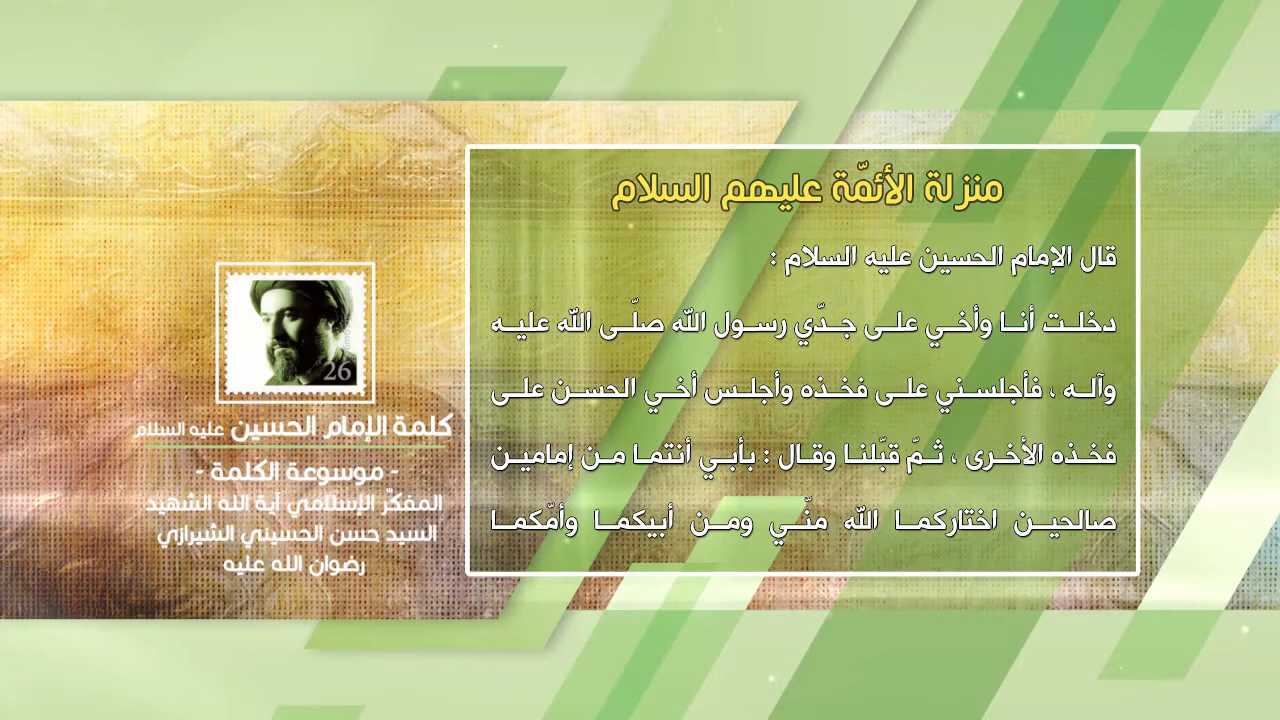 منزلة الأئمّة عليهم السلام
قال الإمام الحسين عليه السلام :
دخلت أنا وأخي على جدّي رسول الله صلّى الله عليه
وآله ، فأجلسني على فخذه وأجلس أخي الحسن على
فخذه الأخرى ، ثمّ قبّلنا وقال : بأبي أنتما من إمامين
صالحين اختاركما الله منّي ومن أبيكما وأمّكما
26
كلمة الإمام الحسين عليه السلام
- موسوعة الكلمة -
المفكّر الإسلامي آية الله الشهيد
السيد حسن الحسيني الشيرازي
رضوان الله عليه